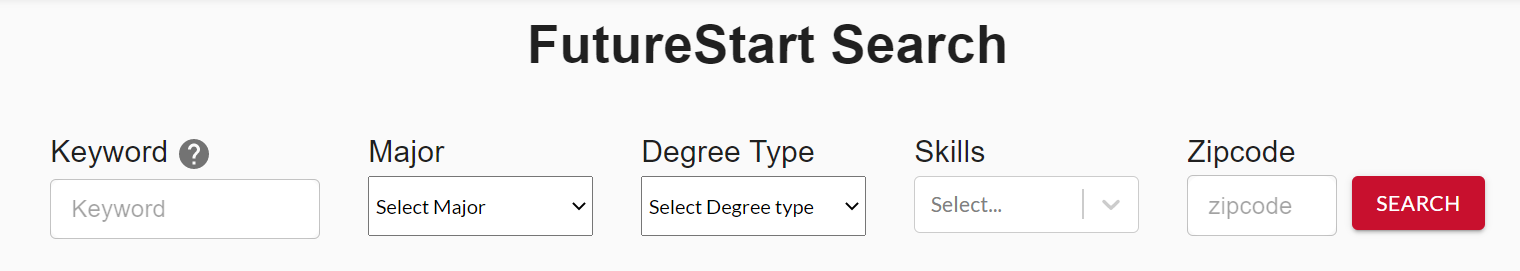 FutureStart Search
Keyword ?
Major
Degree Type
Skills
Zipcode
Keyword
Select Major
Select Degree type
Select...
zipcode
SEARCH